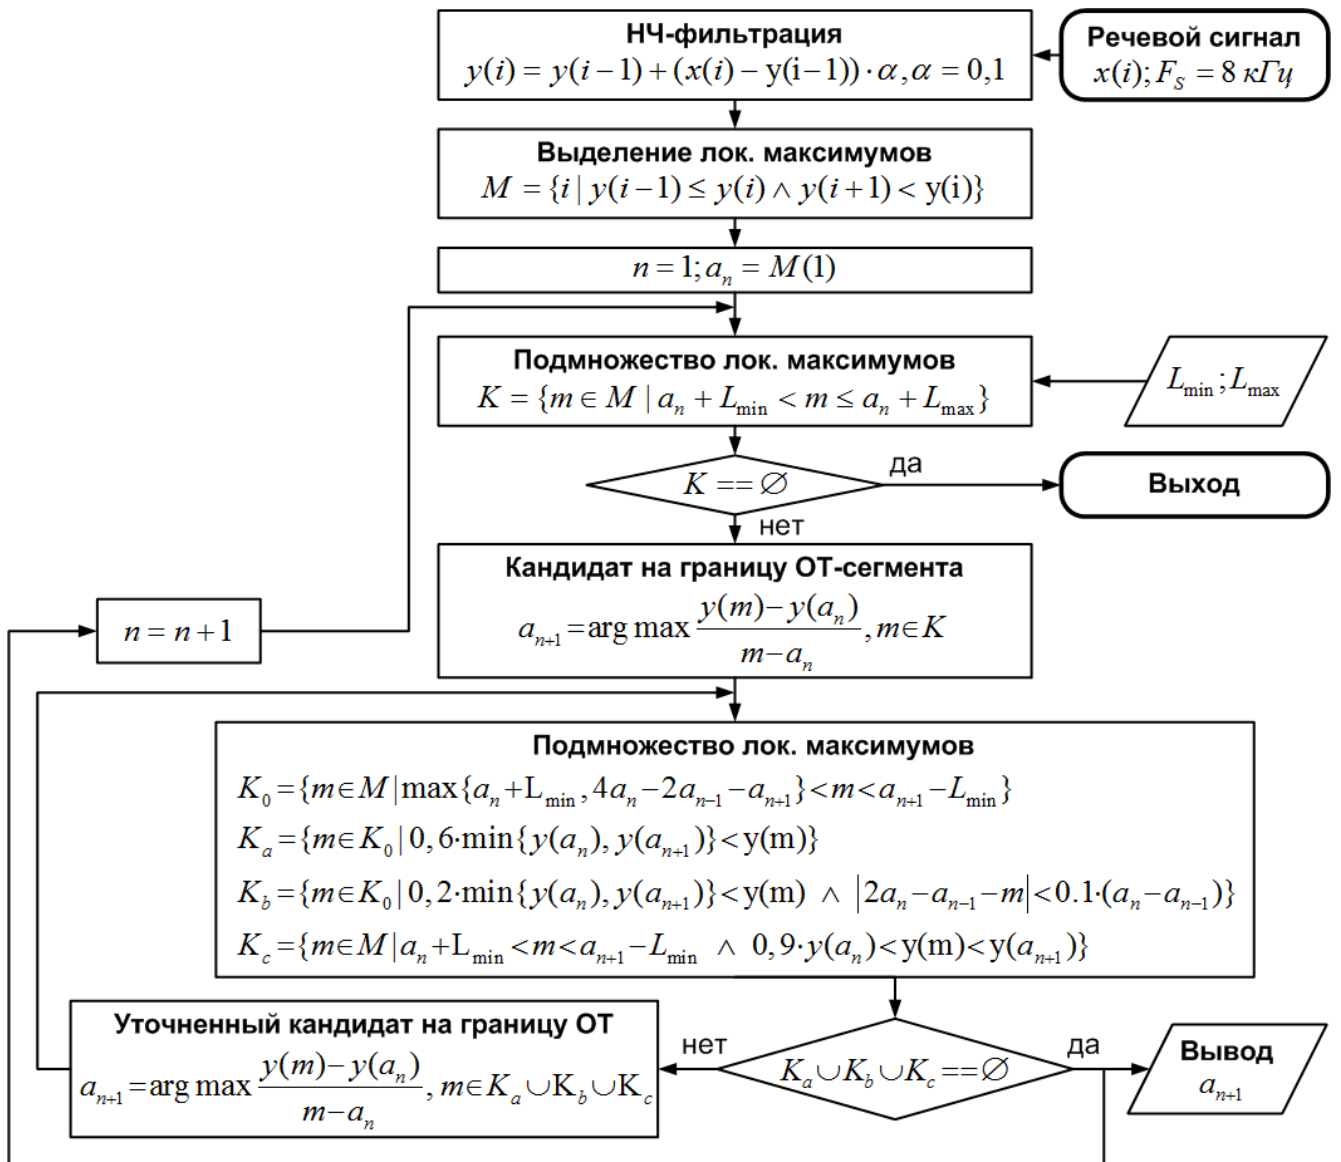 НЧ-фильтрация
y(i) = y(i−1) + (x(i) − y(i−1))·α, α = 0,1
Речевой сигнал
x(i); F_S = 8 кГц
Выделение лок. максимумов
M = {i | y(i−1) ≤ y(i) ∧ y(i+1) < y(i)}
n = 1; a_n = M(1)
Подмножество лок. максимумов
K = {m ∈ M | a_n + L_min < m ≤ a_n + L_max}
L_min; L_max
K == ∅
да
Выход
нет
Кандидат на границу ОТ-сегмента
a_{n+1} = arg max (y(m) − y(a_n))/(m − a_n), m ∈ K
n = n + 1
Подмножество лок. максимумов
K_0 = {m ∈ M | max{a_n + L_min, 4a_n − 2a_{n−1} − a_{n+1}} < m < a_{n+1} − L_min}
K_a = {m ∈ K_0 | 0,6·min{y(a_n), y(a_{n+1})} < y(m)}
K_b = {m ∈ K_0 | 0,2·min{y(a_n), y(a_{n+1})} < y(m) ∧ |2a_n − a_{n−1} − m| < 0.1·(a_n − a_{n−1})}
K_c = {m ∈ M | a_n + L_min < m < a_{n+1} − L_min ∧ 0,9·y(a_n) < y(m) < y(a_{n+1})}
Уточненный кандидат на границу ОТ
a_{n+1} = arg max (y(m) − y(a_n))/(m − a_n), m ∈ K_a ∪ K_b ∪ K_c
нет
K_a ∪ K_b ∪ K_c == ∅
да
Вывод
a_{n+1}